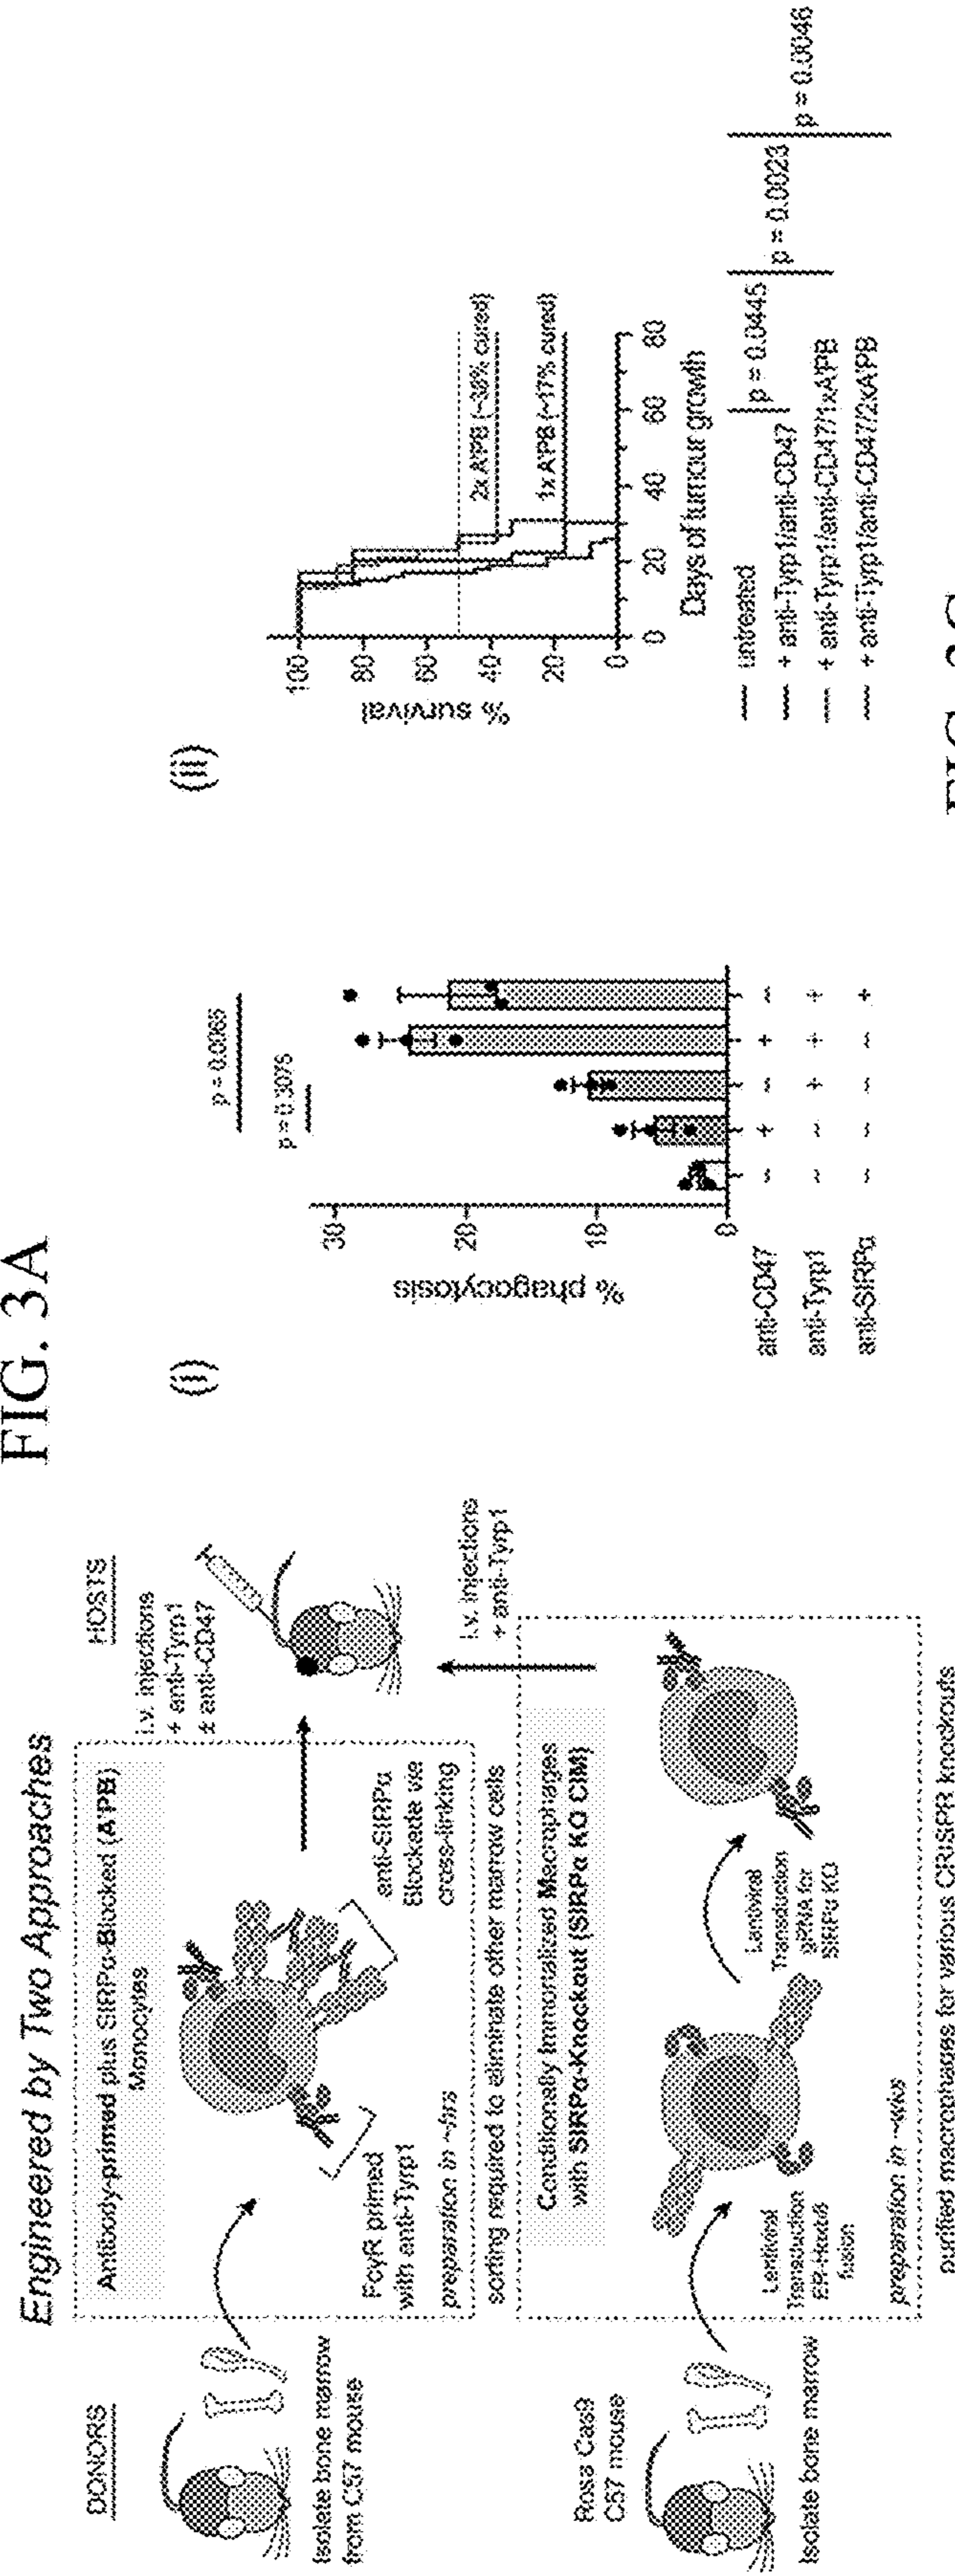 FIG. 3A
Engineered by Two Approaches
DONORS
Isolate bone marrow
from C57 mouse
Antibody-primed plus SIRPα-Blocked (A'PB)
Monocytes
FcγR primed
with anti-Tyrp1
anti-SIRPα
Blockade
cross-linking
preparation in ~hrs
sorting required to eliminate other marrow cells
HOSTS
i.v. injections
+ anti-Tyrp1
± anti-CD47
Rosa Cas9
C57 mouse
Isolate bone marrow
Conditionally Immortalized Macrophages
with SIRPα-Knockout (SIRPα KO CIM)
Lentiviral
Transduction
ER-Hoxb8
fusion
Lentiviral
Transduction
gRNA for
SIRPα KO
preparation in ~wks
purified macrophages for various CRISPR knockouts
i.v. injections
+ anti-Tyrp1
(i)
p = 0.0065
p = 0.3075
% phagocytosis
30
20
10
0
anti-CD47 - + - + -
anti-Tyrp1 - - + + +
anti-SIRPα - - - - +
(ii)
% survival
100
80
60
40
20
0
2x A'PB (~38% cured)
1x A'PB (~17% cured)
0 20 40 60 80
Days of tumour growth
untreated
+ anti-Tyrp1/anti-CD47
+ anti-Tyrp1/anti-CD47/1xA'PB
+ anti-Tyrp1/anti-CD47/2xA'PB
p = 0.0445
p = 0.0023
p = 0.0046